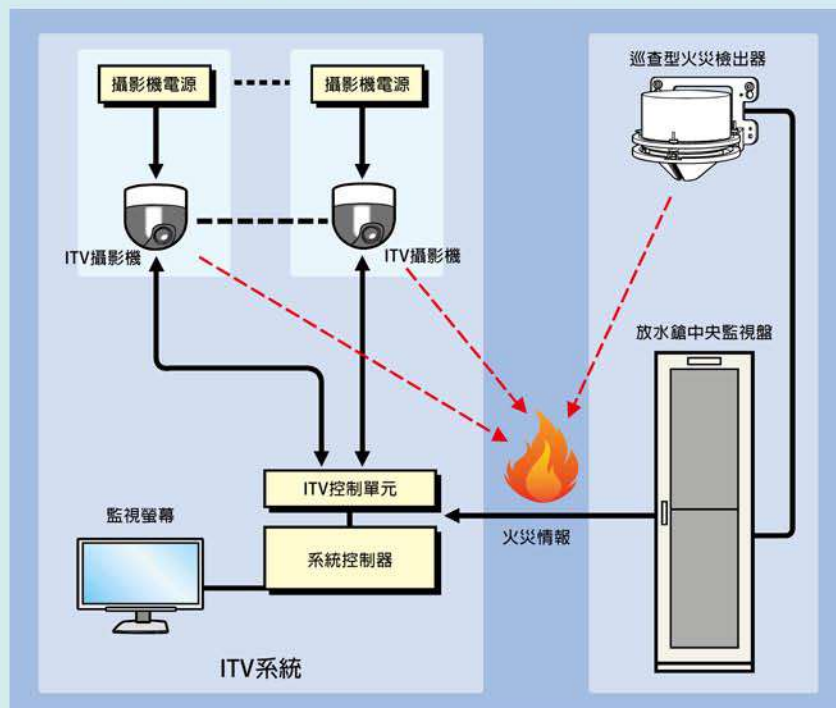 攝影機電源
攝影機電源
巡查型火災檢出器
ITV攝影機
ITV攝影機
放水鎗中央監視盤
ITV控制單元
監視螢幕
系統控制器
火災情報
ITV系統